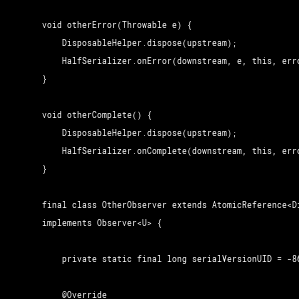 void otherError(Throwable e) {
DisposableHelper.dispose(upstream);
HalfSerializer.onError(downstream, e, this, erro
}
void otherComplete() {
DisposableHelper.dispose(upstream);
HalfSerializer.onComplete(downstream, this, erro
}
final class OtherObserver extends AtomicReference<Di
implements Observer<U> {
private static final long serialVersionUID = -86
@Override